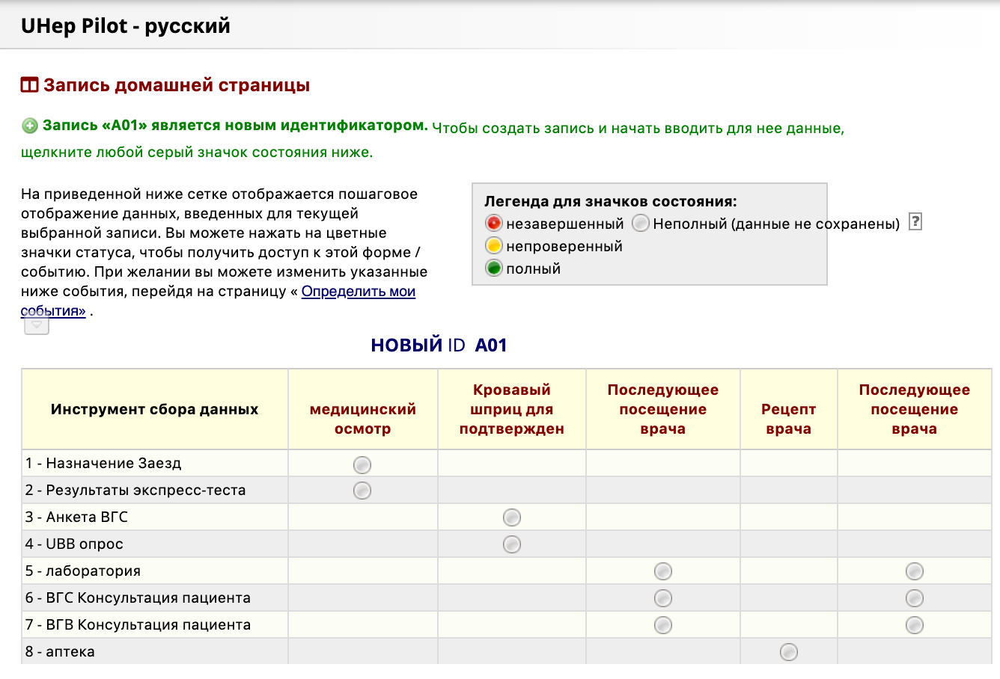 UHep Pilot - русский
Запись домашней страницы
Запись «A01» является новым идентификатором. Чтобы создать запись и начать вводить для нее данные,
щелкните любой серый значок состояния ниже.
На приведенной ниже сетке отображается пошаговое
отображение данных, введенных для текущей
выбранной записи. Вы можете нажать на цветные
значки статуса, чтобы получить доступ к этой форме /
событию. При желании вы можете изменить указанные
ниже события, перейдя на страницу « Определить мои
события» .
Легенда для значков состояния:
незавершенный Неполный (данные не сохранены) ?
непроверенный
полный
НОВЫЙ ID A01
Инструмент сбора данных
медицинский
осмотр
Кровавый
шприц для
подтвержден
Последующее
посещение
врача
Рецепт
врача
Последующее
посещение
врача
1 - Назначение Заезд
2 - Результаты экспресс-теста
3 - Анкета ВГС
4 - UBB опрос
5 - лаборатория
6 - ВГС Консультация пациента
7 - ВГВ Консультация пациента
8 - аптека